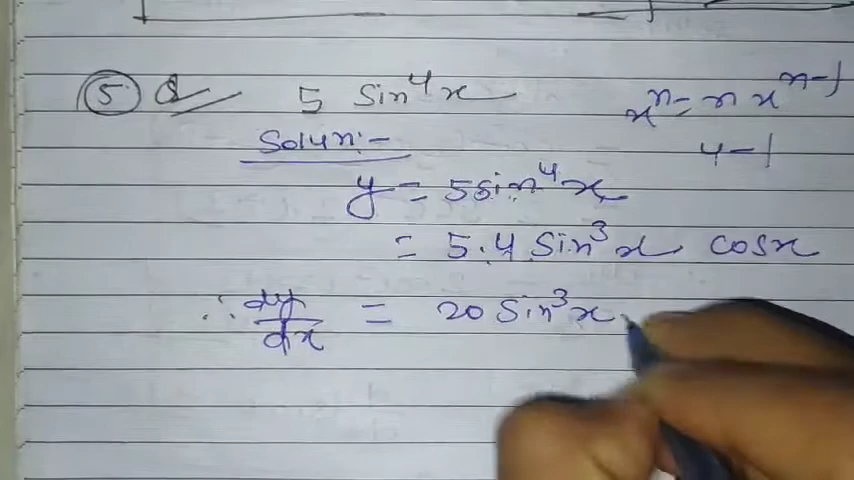 ⑤ Q 5 Sin⁴x xⁿ = n xⁿ⁻¹
Solun:- 4-1
y = 5sin⁴x
= 5.4 Sin³x. cosx
∴ dy/dx = 20 Sin³x.